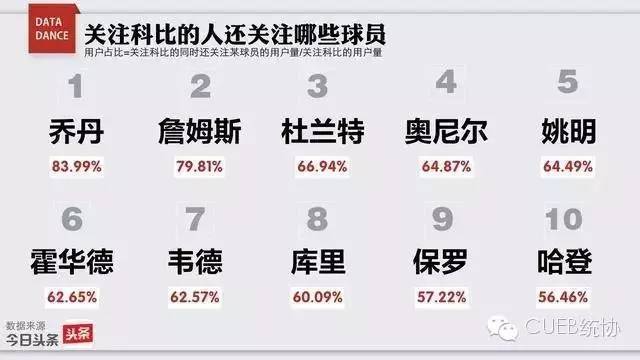 DATA
DANCE
关注科比的人还关注哪些球员
用户占比=关注科比的同时还关注某球员的用户量/关注科比的用户量
1 2 3 4 5
乔丹 詹姆斯 杜兰特 奥尼尔 姚明
83.99% 79.81% 66.94% 64.87% 64.49%
6 7 8 9 10
霍华德 韦德 库里 保罗 哈登
62.65% 62.57% 60.09% 57.22% 56.46%
数据来源
今日头条 头条
CUEB统协